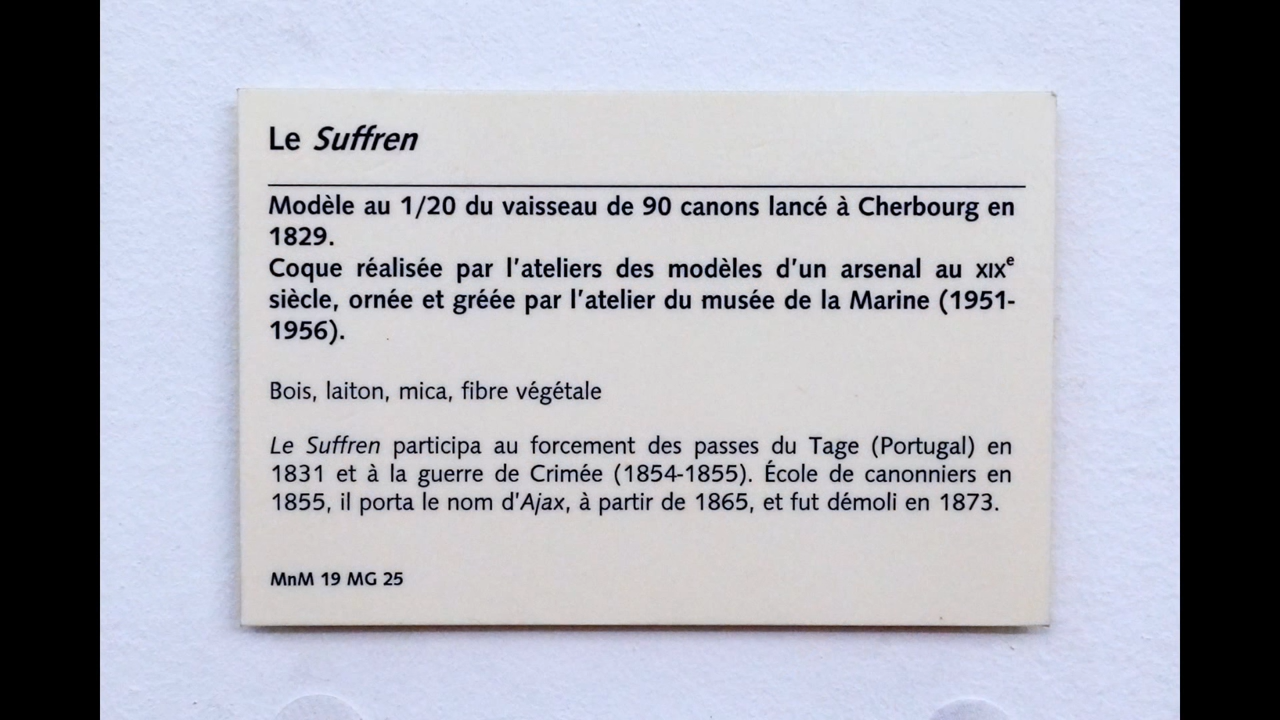 Le Suffren
Modèle au 1/20 du vaisseau de 90 canons lancé à Cherbourg en
1829.
Coque réalisée par l'ateliers des modèles d'un arsenal au XIXe
siècle, ornée et gréée par l'atelier du musée de la Marine (1951-
1956).
Bois, laiton, mica, fibre végétale
Le Suffren participa au forcement des passes du Tage (Portugal) en
1831 et à la guerre de Crimée (1854-1855). École de canonniers en
1855, il porta le nom d'Ajax, à partir de 1865, et fut démoli en 1873.
MnM 19 MG 25